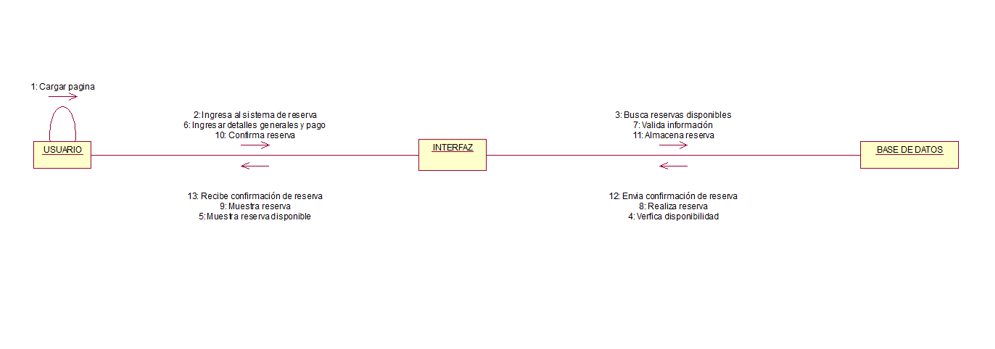 1: Cargar pagina
2: Ingresa al sistema de reserva
6: Ingresar detalles generales y pago
10: Confirma reserva
3: Busca reservas disponibles
7: Valida información
11: Almacena reserva
USUARIO
INTERFAZ
BASE DE DATOS
13: Recibe confirmación de reserva
9: Muestra reserva
5: Muestra reserva disponible
12: Envia confirmación de reserva
8: Realiza reserva
4: Verfica disponibilidad